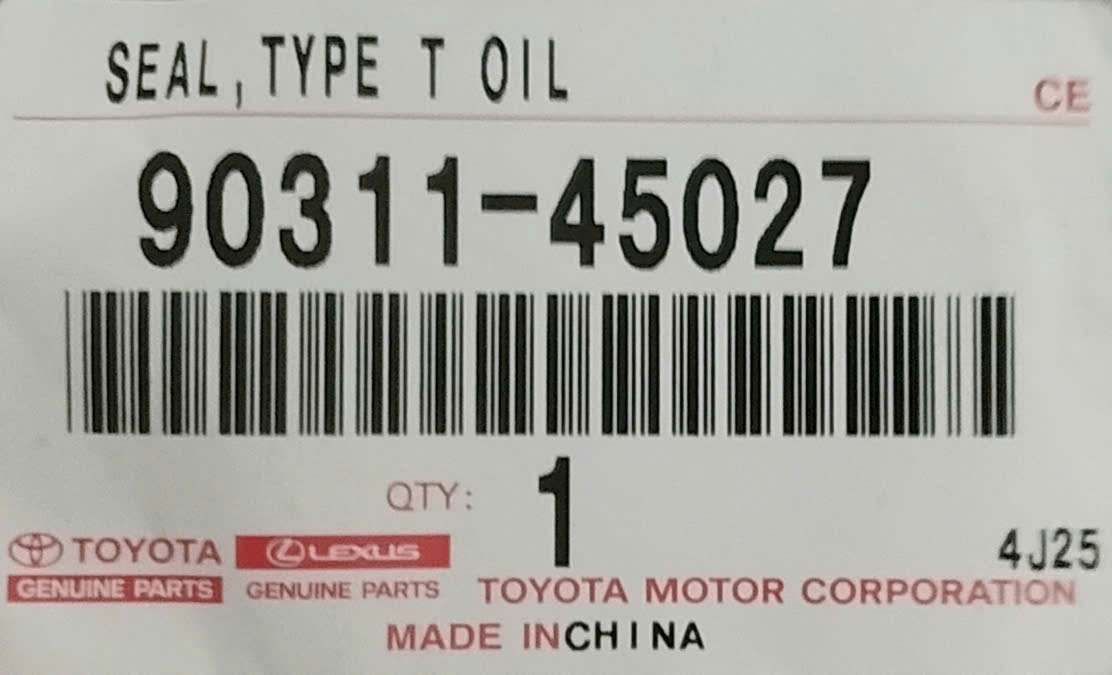 SEAL, TYPE T OIL
CE
90311-45027
QTY: 1
4J25
TOYOTA LEXUS
GENUINE PARTS GENUINE PARTS TOYOTA MOTOR CORPORATION
MADE INCHINA